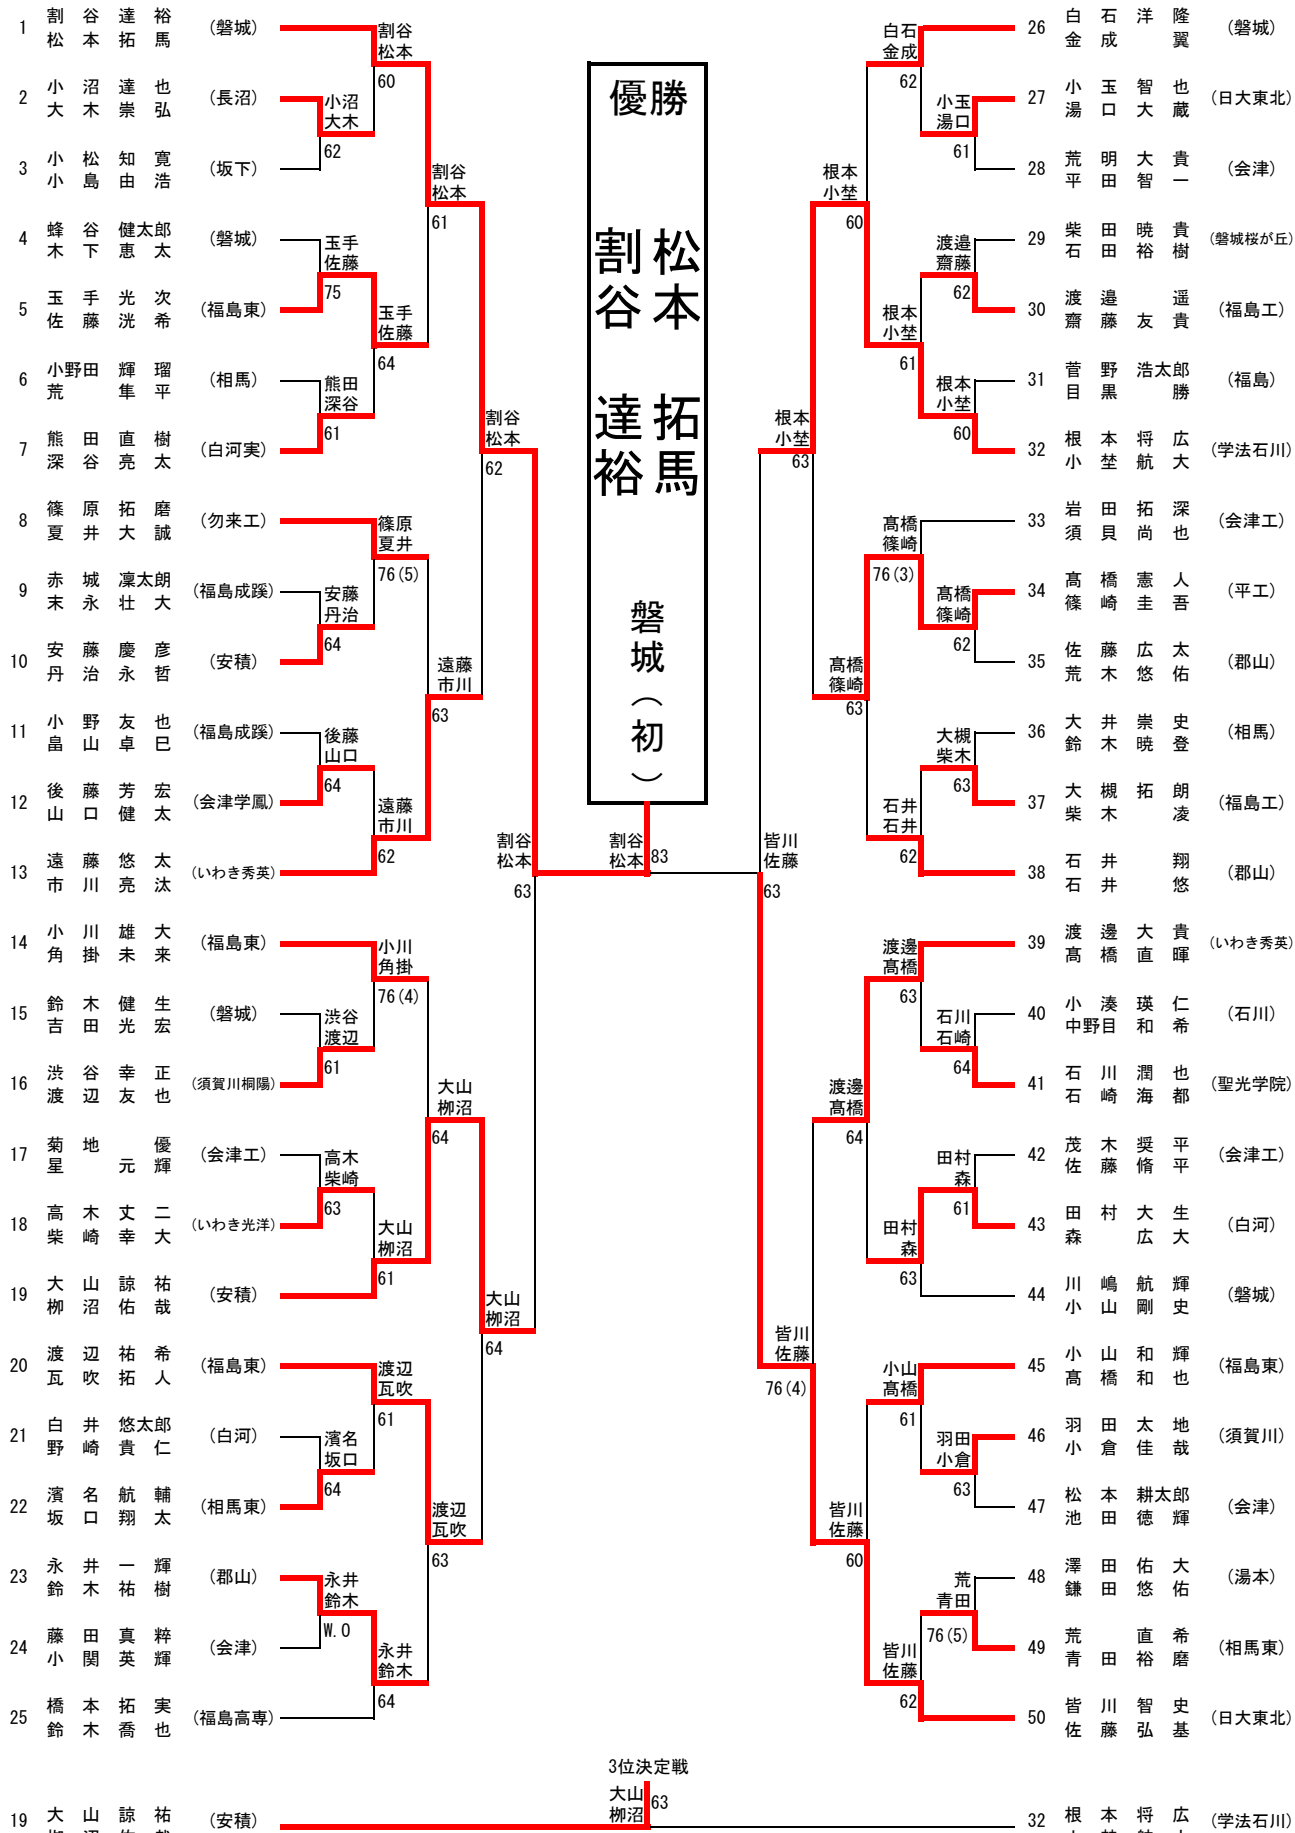 1 割谷達裕 (磐城)
松本拓馬
2 小沼達也 (長沼)
大木崇弘
3 小松知寛 (坂下)
小島由浩
4 蜂谷健太郎 (磐城)
木下恵太
5 玉手光次 (福島東)
佐藤洸希
6 小野田輝瑠 (相馬)
荒隼平
7 熊田直樹 (白河実)
深谷亮太
8 篠原拓磨 (勿来工)
夏井大誠
9 赤城凜太朗 (福島成蹊)
末永壮大
10 安藤慶彦 (安積)
丹治永哲
11 小野友也 (福島成蹊)
畠山卓巳
12 後藤芳宏 (会津学鳳)
山口健太
13 遠藤悠太 (いわき秀英)
市川亮汰
14 小川雄大 (福島東)
角掛未来
15 鈴木健生 (磐城)
吉田光宏
16 渋谷幸正 (須賀川桐陽)
渡辺友也
17 菊地優 (会津工)
星元輝
18 高木丈二 (いわき光洋)
柴崎幸大
19 大山諒祐 (安積)
栁沼佑哉
20 渡辺祐希 (福島東)
瓦吹拓人
21 白井悠太郎 (白河)
野崎貴仁
22 濱名航輔 (相馬東)
坂口翔太
23 永井一輝 (郡山)
鈴木祐樹
24 藤田真粹 (会津)
小関英輝
25 橋本拓実 (福島高専)
鈴木喬也
割谷
松本
60
小沼
大木
62
割谷
松本
61
玉手
佐藤
75
玉手
佐藤
64
熊田
深谷
61
割谷
松本
62
篠原
夏井
76(5)
安藤
丹治
64
遠藤
市川
63
後藤
山口
64
遠藤
市川
62
割谷
松本
63
小川
角掛
76(4)
渋谷
渡辺
61
大山
栁沼
64
高木
柴崎
63
大山
栁沼
61
大山
栁沼
64
渡辺
瓦吹
61
濱名
坂口
64
渡辺
瓦吹
63
永井
鈴木
W.O
永井
鈴木
64
優勝
松本 拓馬
割谷 達裕
磐城(初)
割谷
松本
83
白石
金成
62
小玉
湯口
61
根本
小埜
60
渡邉
齋藤
62
根本
小埜
61
根本
小埜
60
根本
小埜
63
髙橋
篠崎
76(3)
髙橋
篠崎
62
髙橋
篠崎
63
大槻
柴木
63
石井
石井
62
皆川
佐藤
63
渡邊
髙橋
63
石川
石崎
64
渡邊
髙橋
64
田村
森
61
田村
森
63
皆川
佐藤
76(4)
小山
髙橋
61
羽田
小倉
63
皆川
佐藤
60
荒
青田
76(5)
皆川
佐藤
62
26 白石洋隆 (磐城)
金成翼
27 小玉智也 (日大東北)
湯口大蔵
28 荒明大貴 (会津)
平田智一
29 柴田暁貴 (磐城桜が丘)
石田裕樹
30 渡邉遥 (福島工)
齋藤友貴
31 菅野浩太郎 (福島)
目黒勝
32 根本将広 (学法石川)
小埜航大
33 岩田拓深 (会津工)
須貝尚也
34 髙橋憲人 (平工)
篠崎圭吾
35 佐藤広太 (郡山)
荒木悠佑
36 大井崇史 (相馬)
鈴木暁登
37 大槻拓朗 (福島工)
柴木凌
38 石井翔 (郡山)
石井悠
39 渡邊大貴 (いわき秀英)
髙橋直暉
40 小湊瑛仁 (石川)
中野目和希
41 石川潤也 (聖光学院)
石崎海都
42 茂木奨平 (会津工)
佐藤脩平
43 田村大生 (白河)
森広大
44 川嶋航輝 (磐城)
小山剛史
45 小山和輝 (福島東)
髙橋和也
46 羽田太地 (須賀川)
小倉佳哉
47 松本耕太郎 (会津)
池田徳輝
48 澤田佑大 (湯本)
鎌田悠佑
49 荒直希 (相馬東)
青田裕磨
50 皆川智史 (日大東北)
佐藤弘基
3位決定戦
19 大山諒祐 (安積)
大山
栁沼
63
32 根本将広 (学法石川)